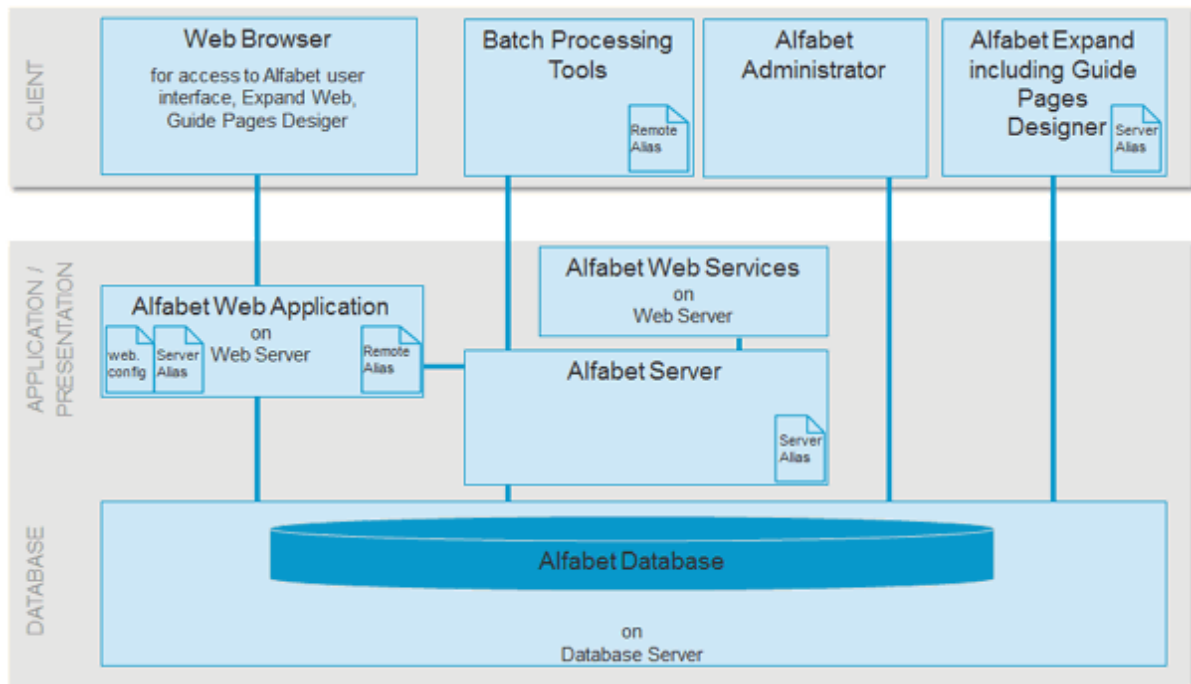 CLIENT
Web Browser
for access to Alfabet user
interface, Expand Web,
Guide Pages Desiger
Batch Processing
Tools
Remote
Alias
Alfabet
Administrator
Alfabet Expand
including Guide
Pages
Designer
Server
Alias
APPLICATION /
PRESENTATION
Alfabet Web Application
on
Web Server
web.
config
Server
Alias
Remote
Alias
Alfabet Web Services
on
Web Server
Alfabet Server
Server
Alias
DATABASE
Alfabet Database
on
Database Server